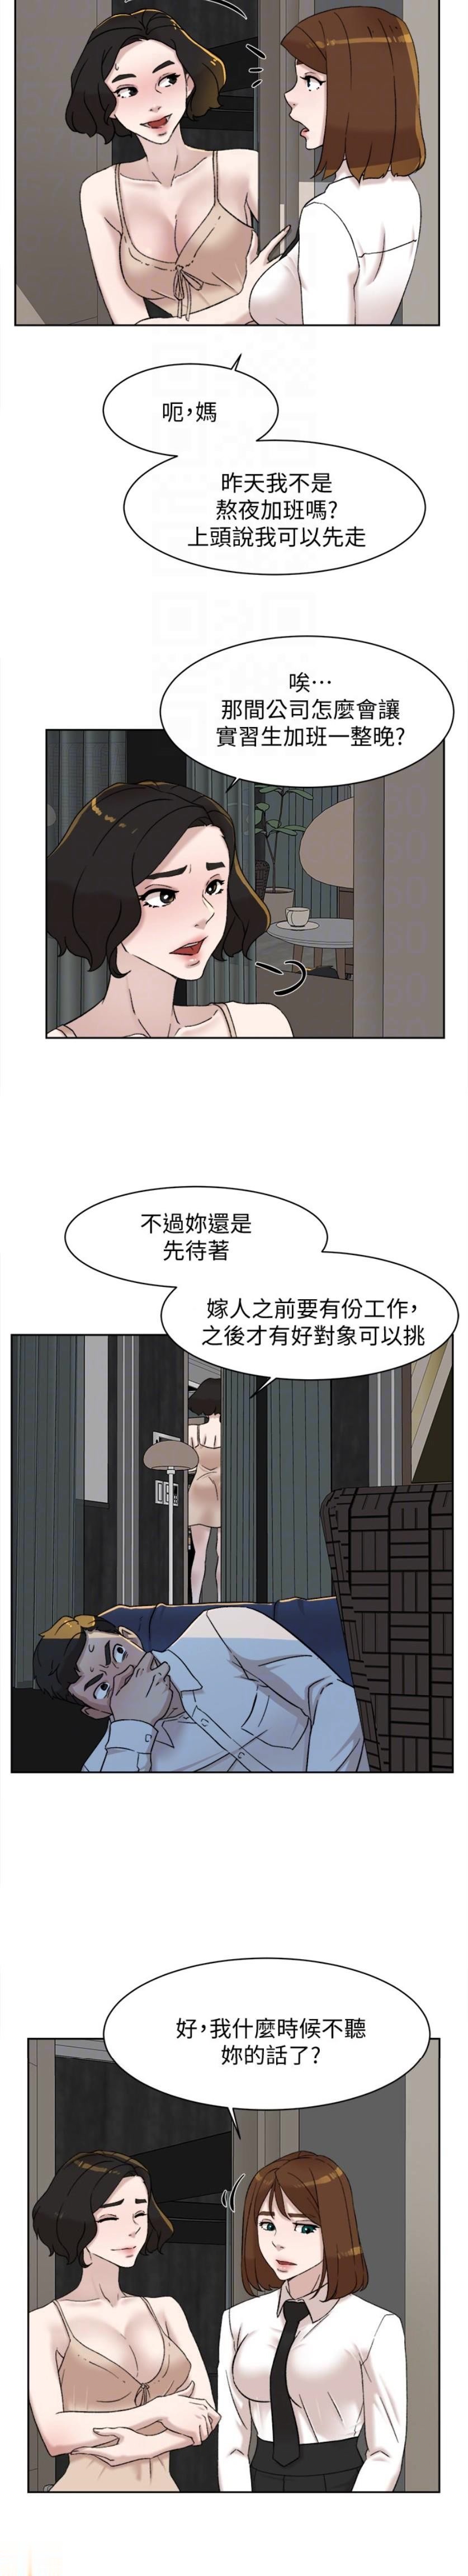 呃，媽
昨天我不是
熬夜加班嗎?
上頭說我可以先走
唉…
那間公司怎麼會讓
實習生加班一整晚?
不過妳還是
先待著
嫁人之前要有份工作，
之後才有好對象可以挑
好，我什麼時候不聽
妳的話了?